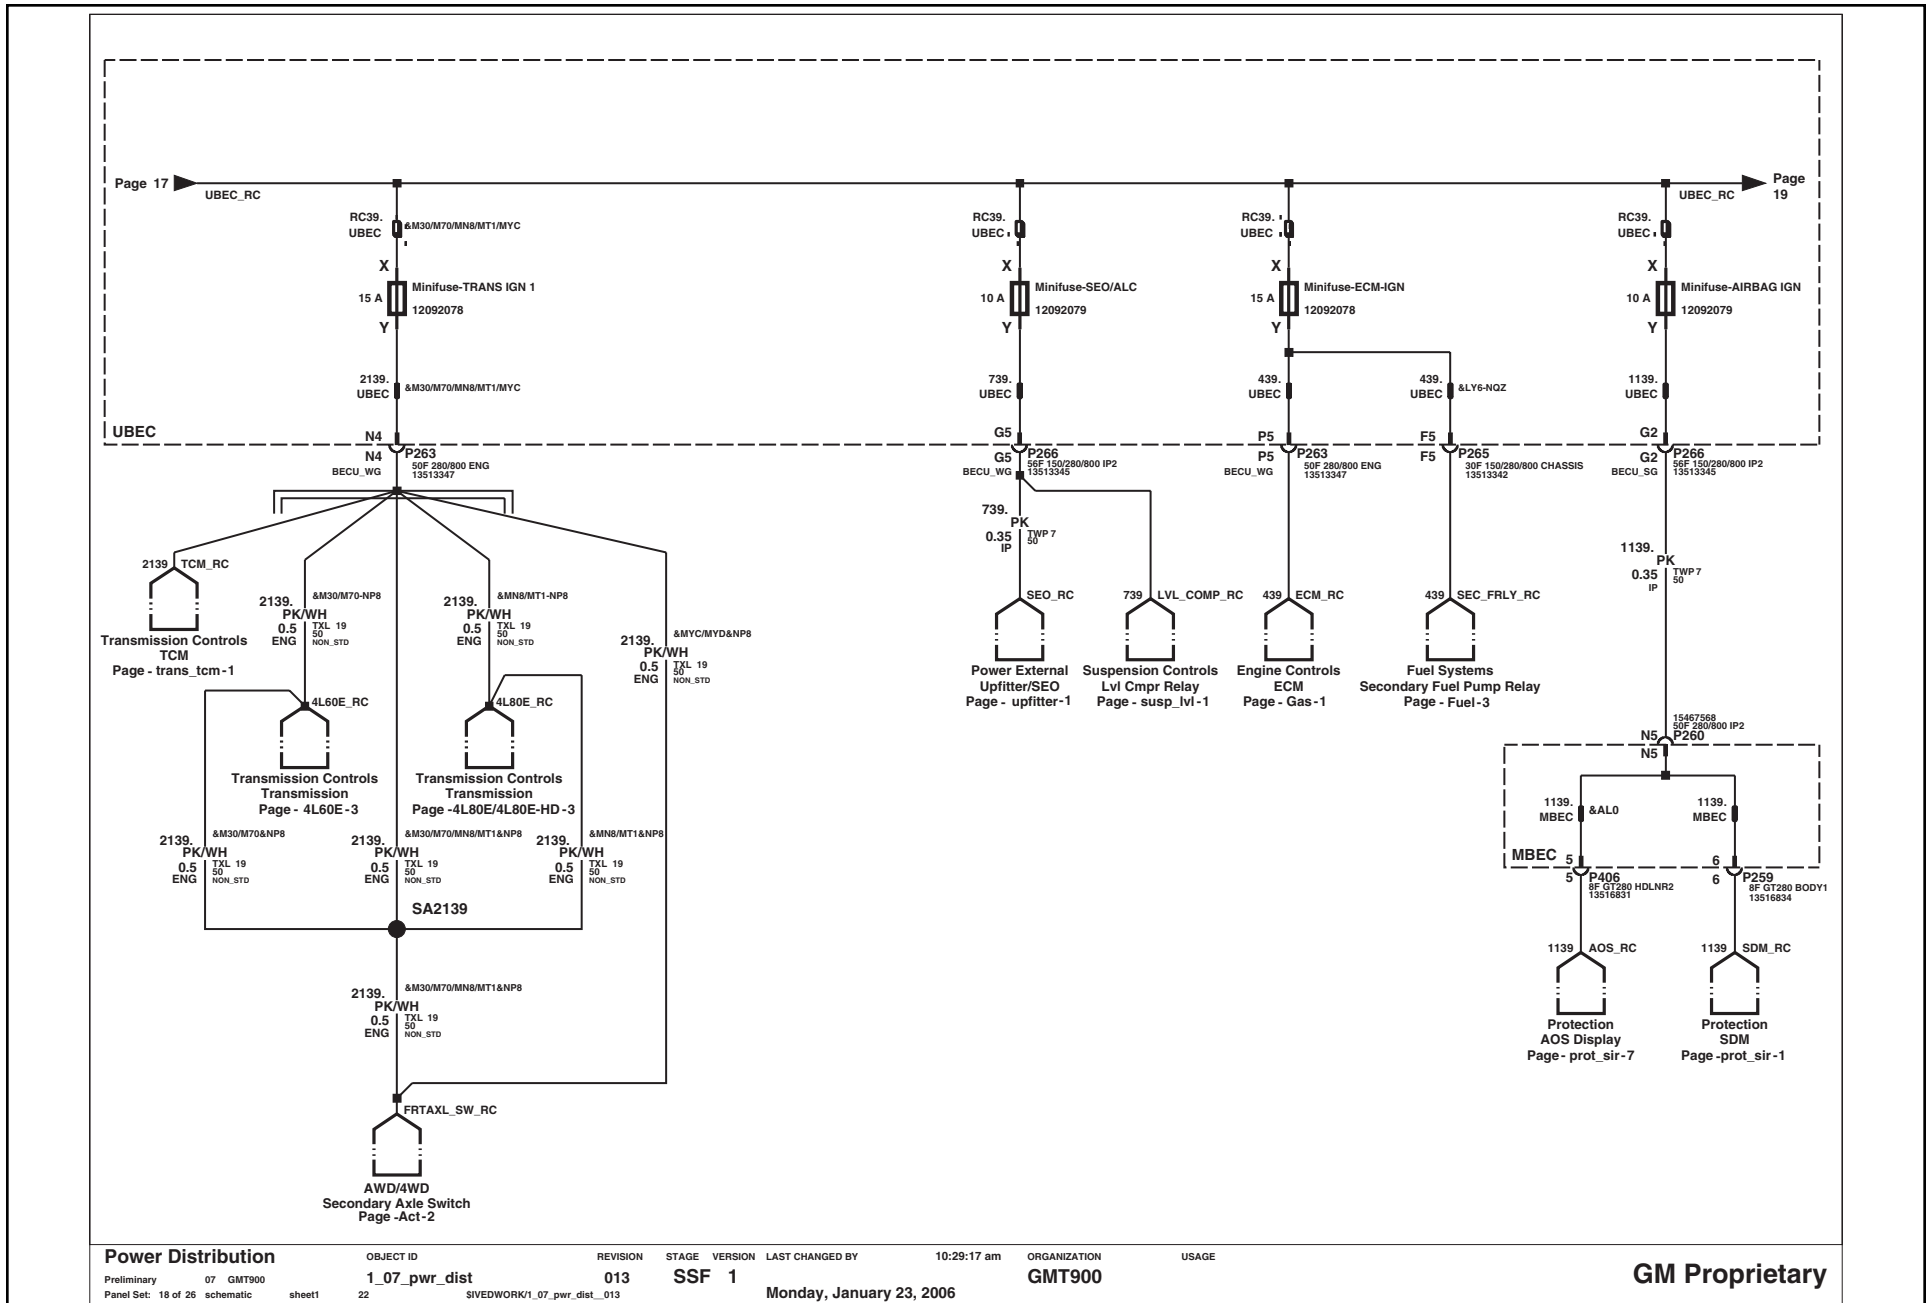 Page 17
UBEC_RC
UBEC_RC
Page
19
RC39.
UBEC
&M30/M70/MN8/MT1/MYC
X
15 A
Minifuse-TRANS IGN 1
12092078
Y
2139.
UBEC
&M30/M70/MN8/MT1/MYC
RC39.
UBEC
X
10 A
Minifuse-SEO/ALC
12092079
Y
739.
UBEC
RC39.
UBEC
X
15 A
Minifuse-ECM-IGN
12092078
Y
439.
UBEC
439.
UBEC
&LY6-NQZ
RC39.
UBEC
X
10 A
Minifuse-AIRBAG IGN
12092079
Y
1139.
UBEC
UBEC
N4
N4
P263
50F 280/800 ENG
13513347
BECU_WG
G5
G5
P266
56F 150/280/800 IP2
13513345
BECU_WG
P5
P5
P263
50F 280/800 ENG
13513347
BECU_WG
F5
F5
P265
30F 150/280/800 CHASSIS
13513342
G2
G2
P266
56F 150/280/800 IP2
13513345
BECU_SG
2139
TCM_RC
Transmission Controls
TCM
Page - trans_tcm-1
&M30/M70-NP8
2139.
PK/WH
0.5
TXL 19
50
ENG
NON_STD
&MN8/MT1-NP8
2139.
PK/WH
0.5
TXL 19
50
ENG
NON_STD
&MYC/MYD&NP8
2139.
PK/WH
0.5
TXL 19
50
ENG
NON_STD
739.
PK
0.35
TWP 7
50
IP
SEO_RC
Power External
Upfitter/SEO
Page - upfitter-1
739
LVL_COMP_RC
Suspension Controls
Lvl Cmpr Relay
Page - susp_lvl-1
439
ECM_RC
Engine Controls
ECM
Page - Gas-1
439
SEC_FRLY_RC
Fuel Systems
Secondary Fuel Pump Relay
Page - Fuel-3
1139.
PK
0.35
TWP 7
50
IP
4L60E_RC
Transmission Controls
Transmission
Page - 4L60E-3
4L80E_RC
Transmission Controls
Transmission
Page -4L80E/4L80E-HD-3
15467568
50F 280/800 IP2
N5
P260
N5
1139.
MBEC
&AL0
1139.
MBEC
MBEC
5
5
P406
8F GT280 HDLNR2
13516831
6
6
P259
8F GT280 BODY1
13516834
&M30/M70&NP8
2139.
PK/WH
0.5
TXL 19
50
ENG
NON_STD
&M30/M70/MN8/MT1&NP8
2139.
PK/WH
0.5
TXL 19
50
ENG
NON_STD
&MN8/MT1&NP8
2139.
PK/WH
0.5
TXL 19
50
ENG
NON_STD
SA2139
1139
AOS_RC
Protection
AOS Display
Page - prot_sir-7
1139
SDM_RC
Protection
SDM
Page -prot_sir-1
&M30/M70/MN8/MT1&NP8
2139.
PK/WH
0.5
TXL 19
50
ENG
NON_STD
FRTAXL_SW_RC
AWD/4WD
Secondary Axle Switch
Page -Act-2
Power Distribution
OBJECT ID
REVISION
STAGE
VERSION
LAST CHANGED BY
10:29:17 am
ORGANIZATION
USAGE
Preliminary
07 GMT900
1_07_pwr_dist
013
SSF
1
GMT900
GM Proprietary
Panel Set: 18 of 26 schematic
sheet1
22
$IVEDWORK/1_07_pwr_dist__013
Monday, January 23, 2006